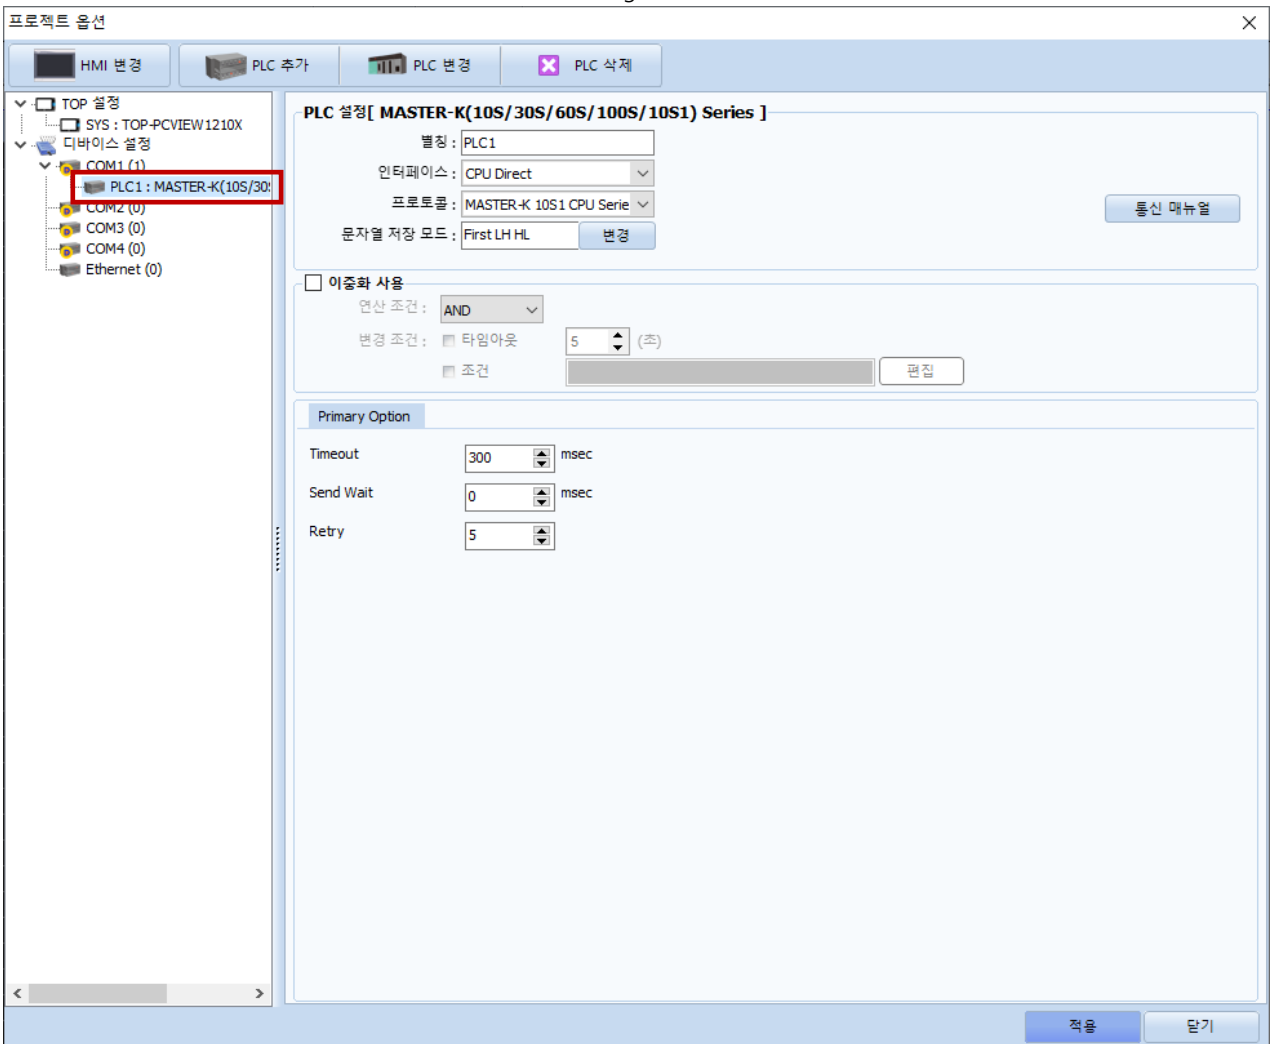 프로젝트 옵션
HMI 변경
PLC 추가
PLC 변경
PLC 삭제
TOP 설정
SYS : TOP-PCVIEW1210X
디바이스 설정
COM1 (1)
PLC1 : MASTER-K(10S/30S
COM2 (0)
COM3 (0)
COM4 (0)
Ethernet (0)
PLC 설정[ MASTER-K(10S/30S/60S/100S/10S1) Series ]
별칭 : PLC1
인터페이스 : CPU Direct
프로토콜 : MASTER-K 10S1 CPU Serie
통신 매뉴얼
문자열 저장 모드 : First LH HL 변경
이중화 사용
연산 조건 : AND
변경 조건 : 타임아웃 5 (초)
조건 편집
Primary Option
Timeout 300 msec
Send Wait 0 msec
Retry 5
적용 닫기